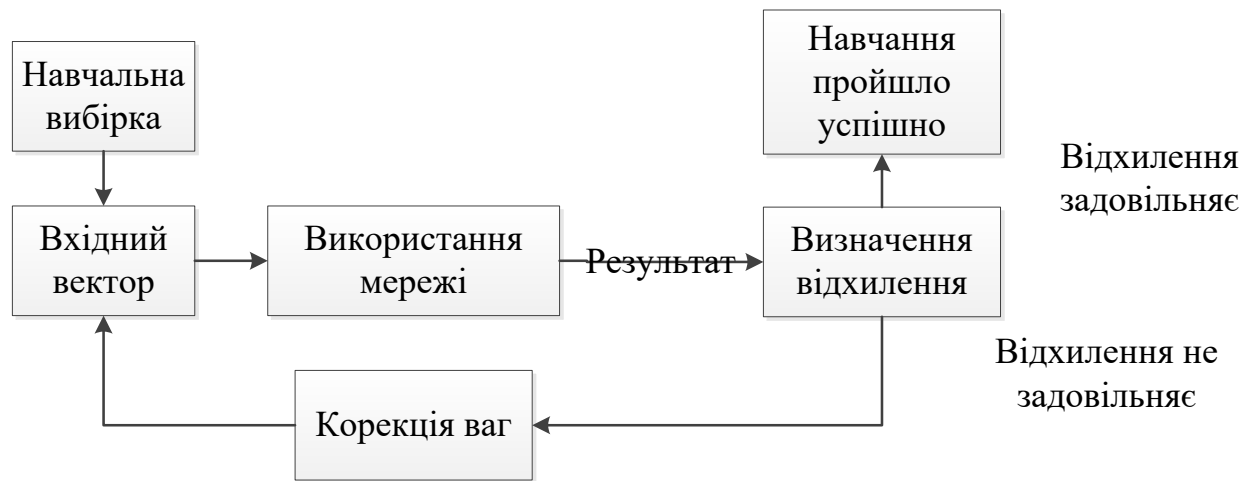 Навчальна
вибірка
Навчання
пройшло
успішно
Відхилення
задовільняє
Вхідний
вектор
Використання
мережі
Результат
Визначення
відхилення
Відхилення не
задовільняє
Корекція ваг